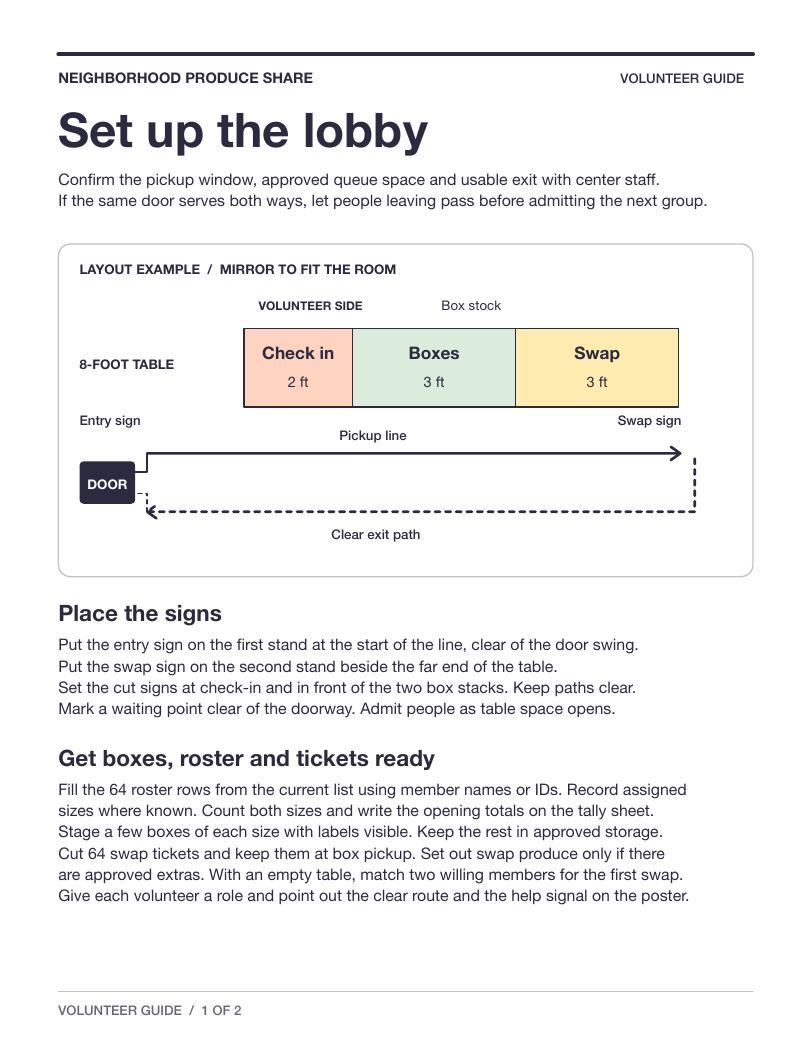 NEIGHBORHOOD PRODUCE SHARE
VOLUNTEER GUIDE
Set up the lobby
Confirm the pickup window, approved queue space and usable exit with center staff.
If the same door serves both ways, let people leaving pass before admitting the next group.
LAYOUT EXAMPLE / MIRROR TO FIT THE ROOM
VOLUNTEER SIDE
Box stock
8-FOOT TABLE
Check in
2 ft
Boxes
3 ft
Swap
3 ft
Entry sign
Swap sign
Pickup line
DOOR
Clear exit path
Place the signs
Put the entry sign on the first stand at the start of the line, clear of the door swing.
Put the swap sign on the second stand beside the far end of the table.
Set the cut signs at check-in and in front of the two box stacks. Keep paths clear.
Mark a waiting point clear of the doorway. Admit people as table space opens.
Get boxes, roster and tickets ready
Fill the 64 roster rows from the current list using member names or IDs. Record assigned
sizes where known. Count both sizes and write the opening totals on the tally sheet.
Stage a few boxes of each size with labels visible. Keep the rest in approved storage.
Cut 64 swap tickets and keep them at box pickup. Set out swap produce only if there
are approved extras. With an empty table, match two willing members for the first swap.
Give each volunteer a role and point out the clear route and the help signal on the poster.
VOLUNTEER GUIDE / 1 OF 2